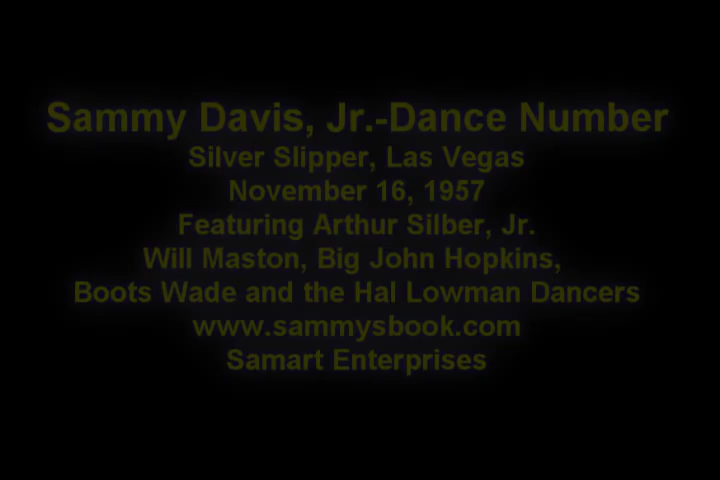 Sammy Davis, Jr.-Dance Number
Silver Slipper, Las Vegas
November 16, 1957
Featuring Arthur Silber, Jr.
Will Maston, Big John Hopkins,
Boots Wade and the Hal Lowman Dancers
www.sammysbook.com
Samart Enterprises